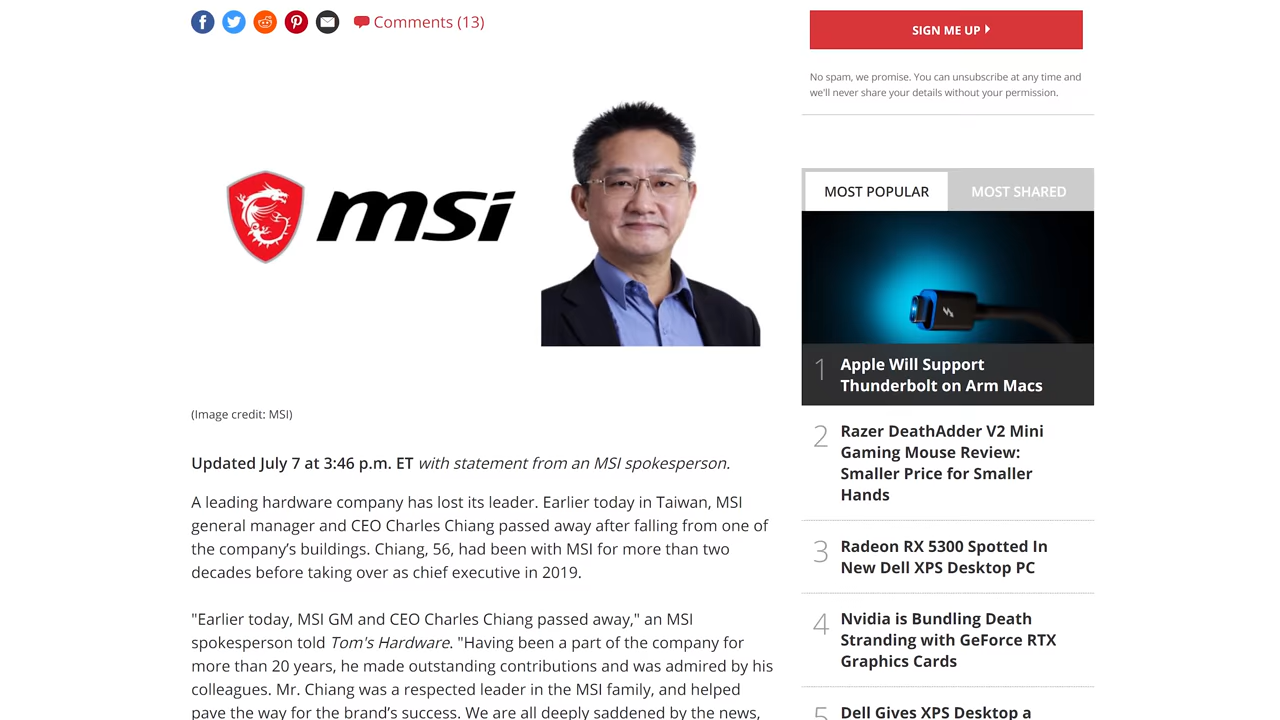 Comments (13)
msi
(Image credit: MSI)
Updated July 7 at 3:46 p.m. ET with statement from an MSI spokesperson.
A leading hardware company has lost its leader. Earlier today in Taiwan, MSI
general manager and CEO Charles Chiang passed away after falling from one of
the company’s buildings. Chiang, 56, had been with MSI for more than two
decades before taking over as chief executive in 2019.
"Earlier today, MSI GM and CEO Charles Chiang passed away," an MSI
spokesperson told Tom's Hardware. "Having been a part of the company for
more than 20 years, he made outstanding contributions and was admired by his
colleagues. Mr. Chiang was a respected leader in the MSI family, and helped
pave the way for the brand’s success. We are all deeply saddened by the news,
SIGN ME UP
No spam, we promise. You can unsubscribe at any time and
we'll never share your details without your permission.
MOST POPULAR
MOST SHARED
1
Apple Will Support
Thunderbolt on Arm Macs
2
Razer DeathAdder V2 Mini
Gaming Mouse Review:
Smaller Price for Smaller
Hands
3
Radeon RX 5300 Spotted In
New Dell XPS Desktop PC
4
Nvidia is Bundling Death
Stranding with GeForce RTX
Graphics Cards
5
Dell Gives XPS Desktop a